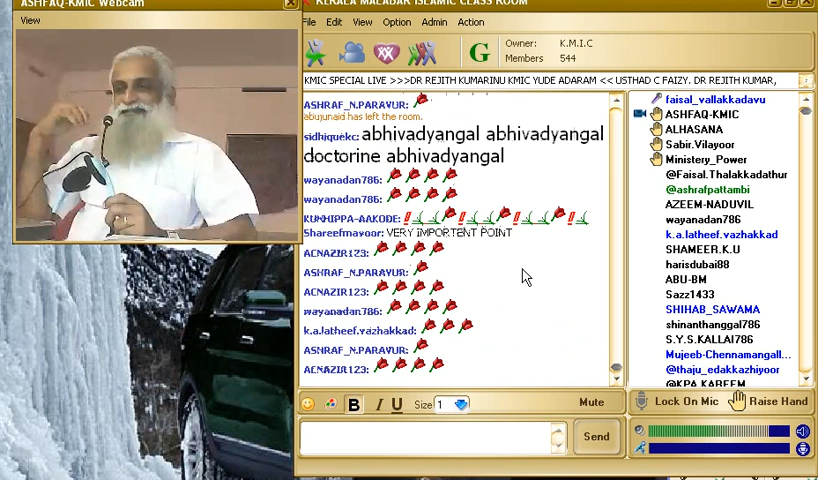 ASHFAQ-KMIC Webcam
View
KERALA MALABAR ISLAMIC CLASS ROOM
File Edit View Option Admin Action
G
Owner: K.M.I.C
Members 544
KMIC SPECIAL LIVE >>>DR REJITH KUMARINU KMIC YUDE ADARAM << USTHAD C FAIZY. DR REJITH KUMAR,
ASHRAF_N.PARAVUR:
abujunaid has left the room.
sidhiquekc: abhivadyangal abhivadyangal
doctorine abhivadyangal
wayanadan786:
wayanadan786:
KUNHIPPA-AAKODE:
Shareefmavoor: VERY iMPORTENT POINT
ACNAZIR123:
ASHRAF_N.PARAVUR:
ACNAZIR123:
wayanadan786:
k.a.latheef.vazhakkad:
ASHRAF_N.PARAVUR:
ACNAZIR123:
faisal_vallakkadavu
ASHFAQ-KMIC
ALHASANA
Sabir.Vilayoor
Ministery_Power
@Faisal.Thalakkadathur
@ashrafpattambi
AZEEM-NADUVIL
wayanadan786
k.a.latheef.vazhakkad
SHAMEER.K.U
harisdubai88
ABU-BM
Sazz1433
SHIHAB_SAWAMA
shinanthanggal786
S.Y.S.KALLAI786
Mujeeb-Chennamangall...
@thaju_edakkazhiyoor
@KPA KAREEM
B I U Size 1 Mute
Lock On Mic Raise Hand
Send